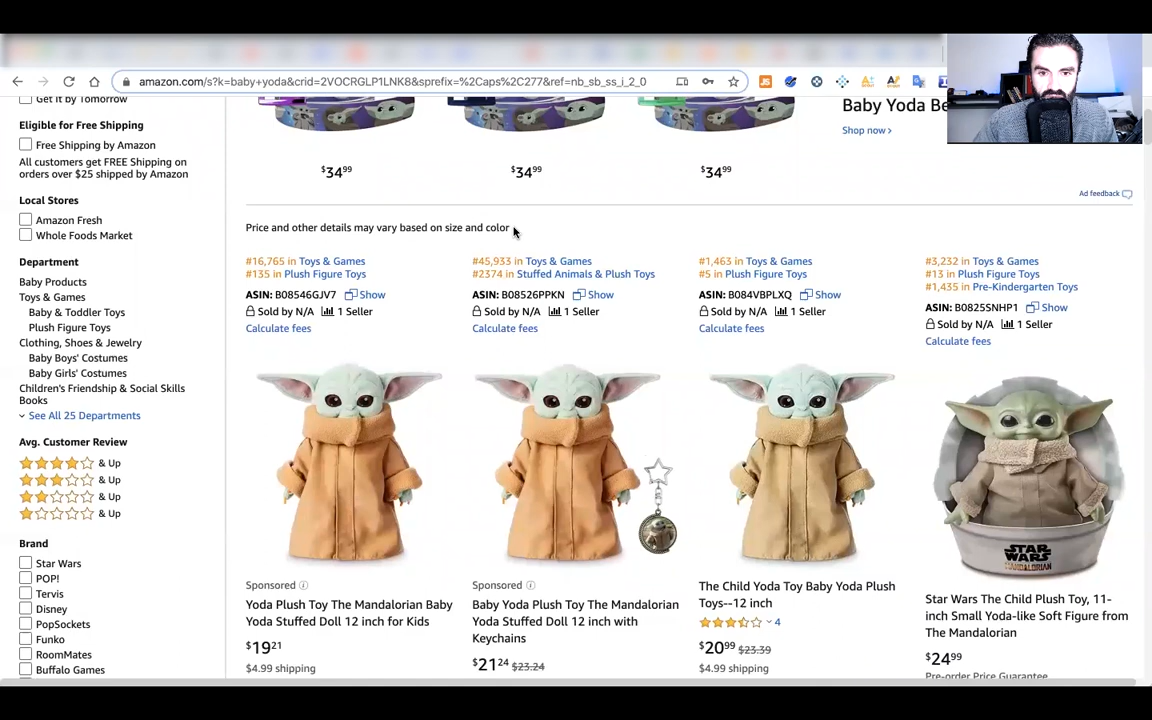 amazon.com/s?k=baby+yoda&crid=2VOCRGLP1LNK8&sprefix=%2Caps%2C277&ref=nb_sb_ss_i_2_0
Get It by Tomorrow
Eligible for Free Shipping
Free Shipping by Amazon
All customers get FREE Shipping on
orders over $25 shipped by Amazon
Local Stores
Amazon Fresh
Whole Foods Market
Department
Baby Products
Toys & Games
Baby & Toddler Toys
Plush Figure Toys
Clothing, Shoes & Jewelry
Baby Boys' Costumes
Baby Girls' Costumes
Children's Friendship & Social Skills
Books
See All 25 Departments
Avg. Customer Review
& Up
& Up
& Up
& Up
Brand
Star Wars
POP!
Tervis
Disney
PopSockets
Funko
RoomMates
Buffalo Games
Baby Yoda Be
Shop now ›
$34 99
$34 99
$34 99
Ad feedback
Price and other details may vary based on size and color
#16,765 in Toys & Games
#135 in Plush Figure Toys
ASIN: B08546GJV7 Show
Sold by N/A 1 Seller
Calculate fees
Sponsored
Yoda Plush Toy The Mandalorian Baby
Yoda Stuffed Doll 12 inch for Kids
$19 21
$4.99 shipping
#45,933 in Toys & Games
#2374 in Stuffed Animals & Plush Toys
ASIN: B08526PPKN Show
Sold by N/A 1 Seller
Calculate fees
Sponsored
Baby Yoda Plush Toy The Mandalorian
Yoda Stuffed Doll 12 inch with
Keychains
$21 24 $23.24
#1,463 in Toys & Games
#5 in Plush Figure Toys
ASIN: B084VBPLXQ Show
Sold by N/A 1 Seller
Calculate fees
The Child Yoda Toy Baby Yoda Plush
Toys--12 inch
4
$20 99 $23.39
$4.99 shipping
#3,232 in Toys & Games
#13 in Plush Figure Toys
#1,435 in Pre-Kindergarten Toys
ASIN: B0825SNHP1 Show
Sold by N/A 1 Seller
Calculate fees
STAR WARS
THE MANDALORIAN
Star Wars The Child Plush Toy, 11-
inch Small Yoda-like Soft Figure from
The Mandalorian
$24 99
Pre-order Price Guarantee